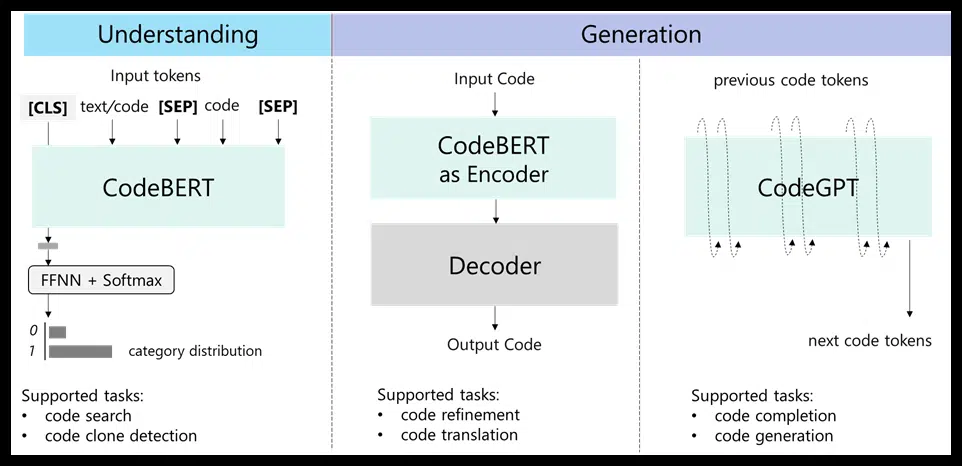 Understanding
Generation
Input tokens
[CLS] text/code [SEP] code [SEP]
CodeBERT
FFNN + Softmax
0
1 category distribution
Supported tasks:
• code search
• code clone detection
Input Code
CodeBERT
as Encoder
Decoder
Output Code
Supported tasks:
• code refinement
• code translation
previous code tokens
CodeGPT
next code tokens
Supported tasks:
• code completion
• code generation